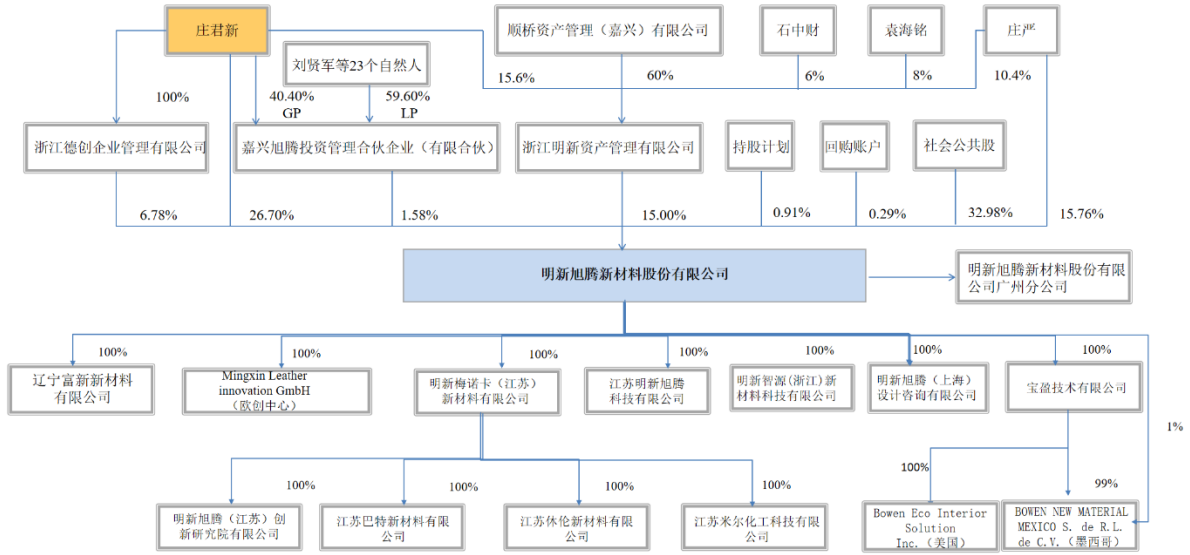 庄君新
顺桥资产管理（嘉兴）有限公司
石中财
袁海铭
庄严
刘贤军等23个自然人
15.6%
60%
6%
8%
10.4%
100%
40.40%
GP
59.60%
LP
浙江德创企业管理有限公司
嘉兴旭腾投资管理合伙企业（有限合伙）
浙江明新资产管理有限公司
持股计划
回购账户
社会公共股
6.78%
26.70%
1.58%
15.00%
0.91%
0.29%
32.98%
15.76%
明新旭腾新材料股份有限公司
明新旭腾新材料股份有限
公司广州分公司
100%
100%
100%
100%
100%
100%
100%
辽宁富新新材料
有限公司
Mingxin Leather
innovation GmbH
（欧创中心）
明新梅诺卡（江苏）
新材料有限公司
江苏明新旭腾
科技有限公司
明新智源(浙江)新
材料科技有限公司
明新旭腾（上海）
设计咨询有限公司
宝盈技术有限公司
1%
100%
100%
100%
100%
100%
99%
明新旭腾（江苏）创
新研究院有限公司
江苏巴特新材料有限
公司
江苏休伦新材料有限
公司
江苏米尔化工科技有限
公司
Bowen Eco Interior
Solution
Inc.（美国）
BOWEN NEW MATERIAL
MEXICO S. de R.L.
de C.V.（墨西哥）